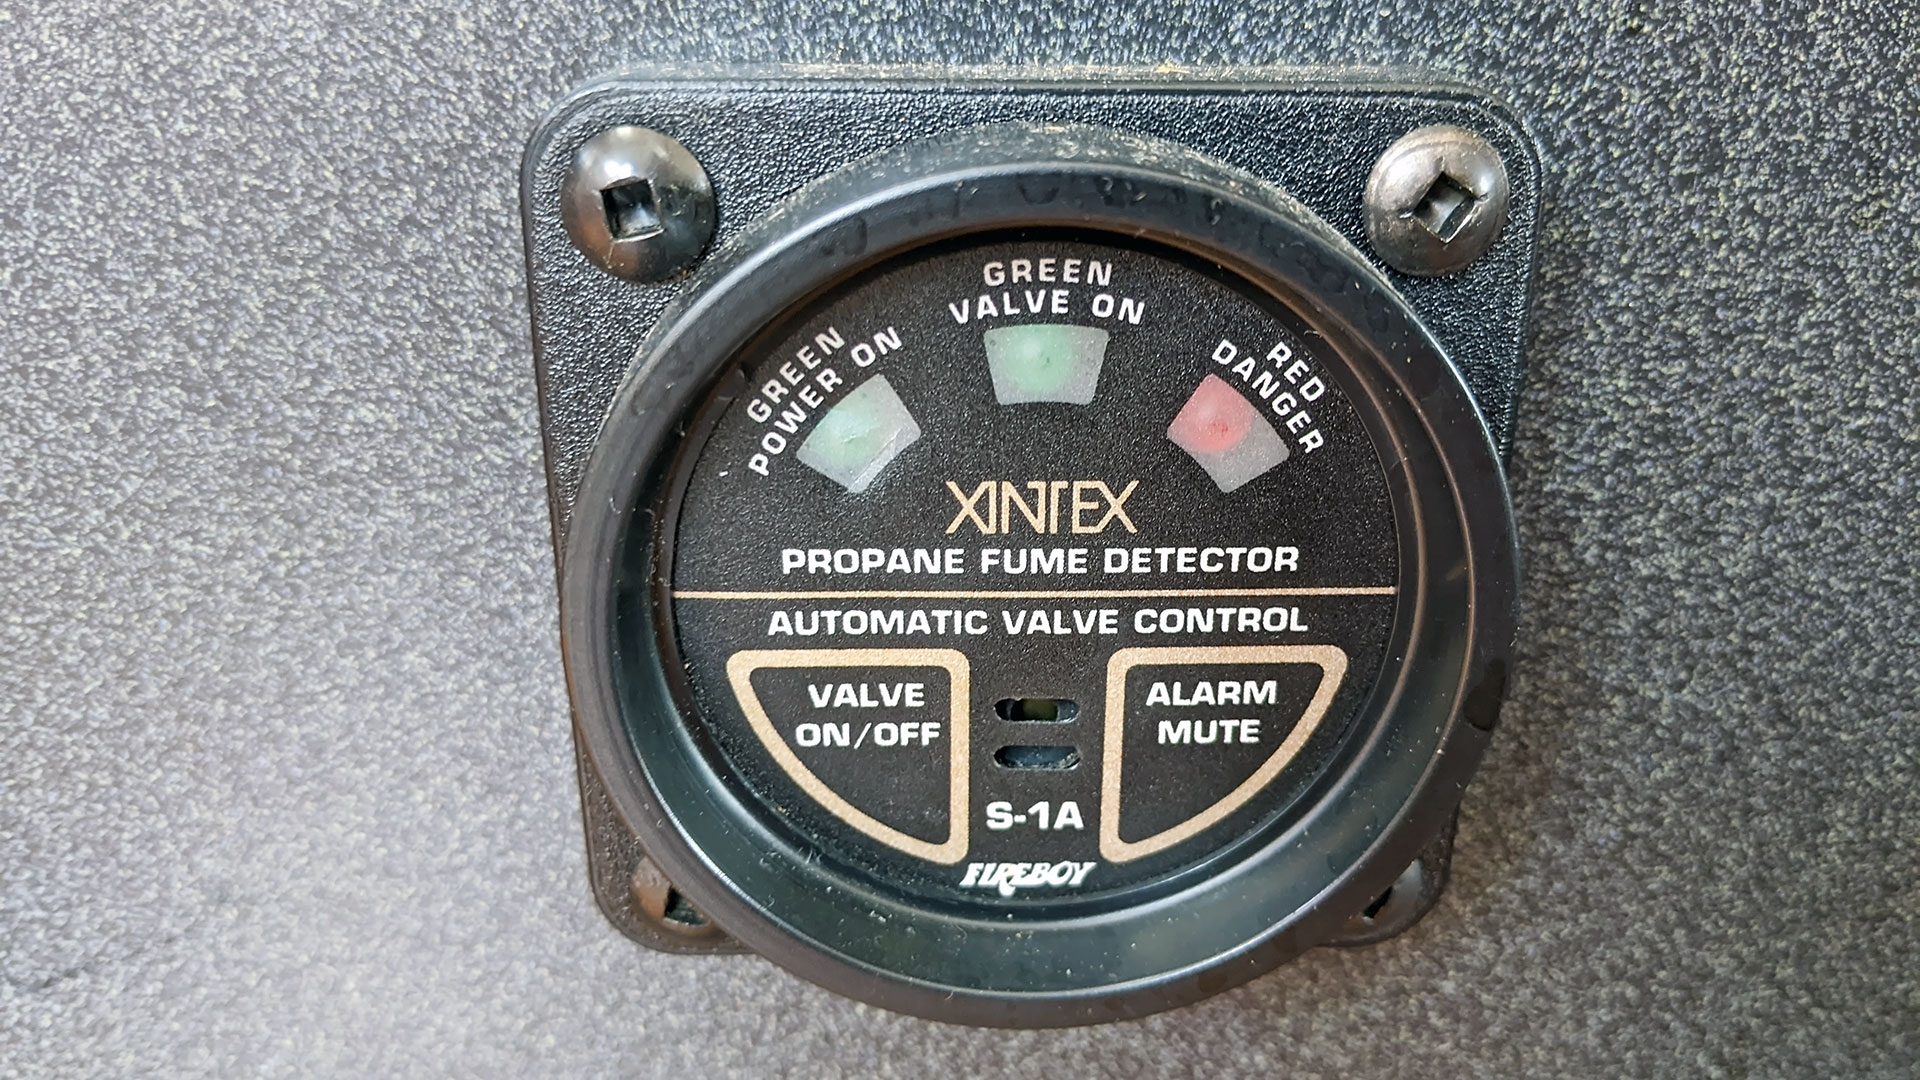 GREEN
POWER ON
GREEN
VALVE ON
RED
DANGER
XINTEX
PROPANE FUME DETECTOR
AUTOMATIC VALVE CONTROL
VALVE
ON/OFF
ALARM
MUTE
S-1A
FIREBOY